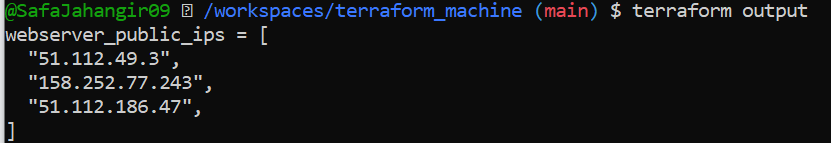 @SafaJahangir09 ▯ /workspaces/terraform_machine (main) $ terraform output
webserver_public_ips = [
  "51.112.49.3",
  "158.252.77.243",
  "51.112.186.47",
]